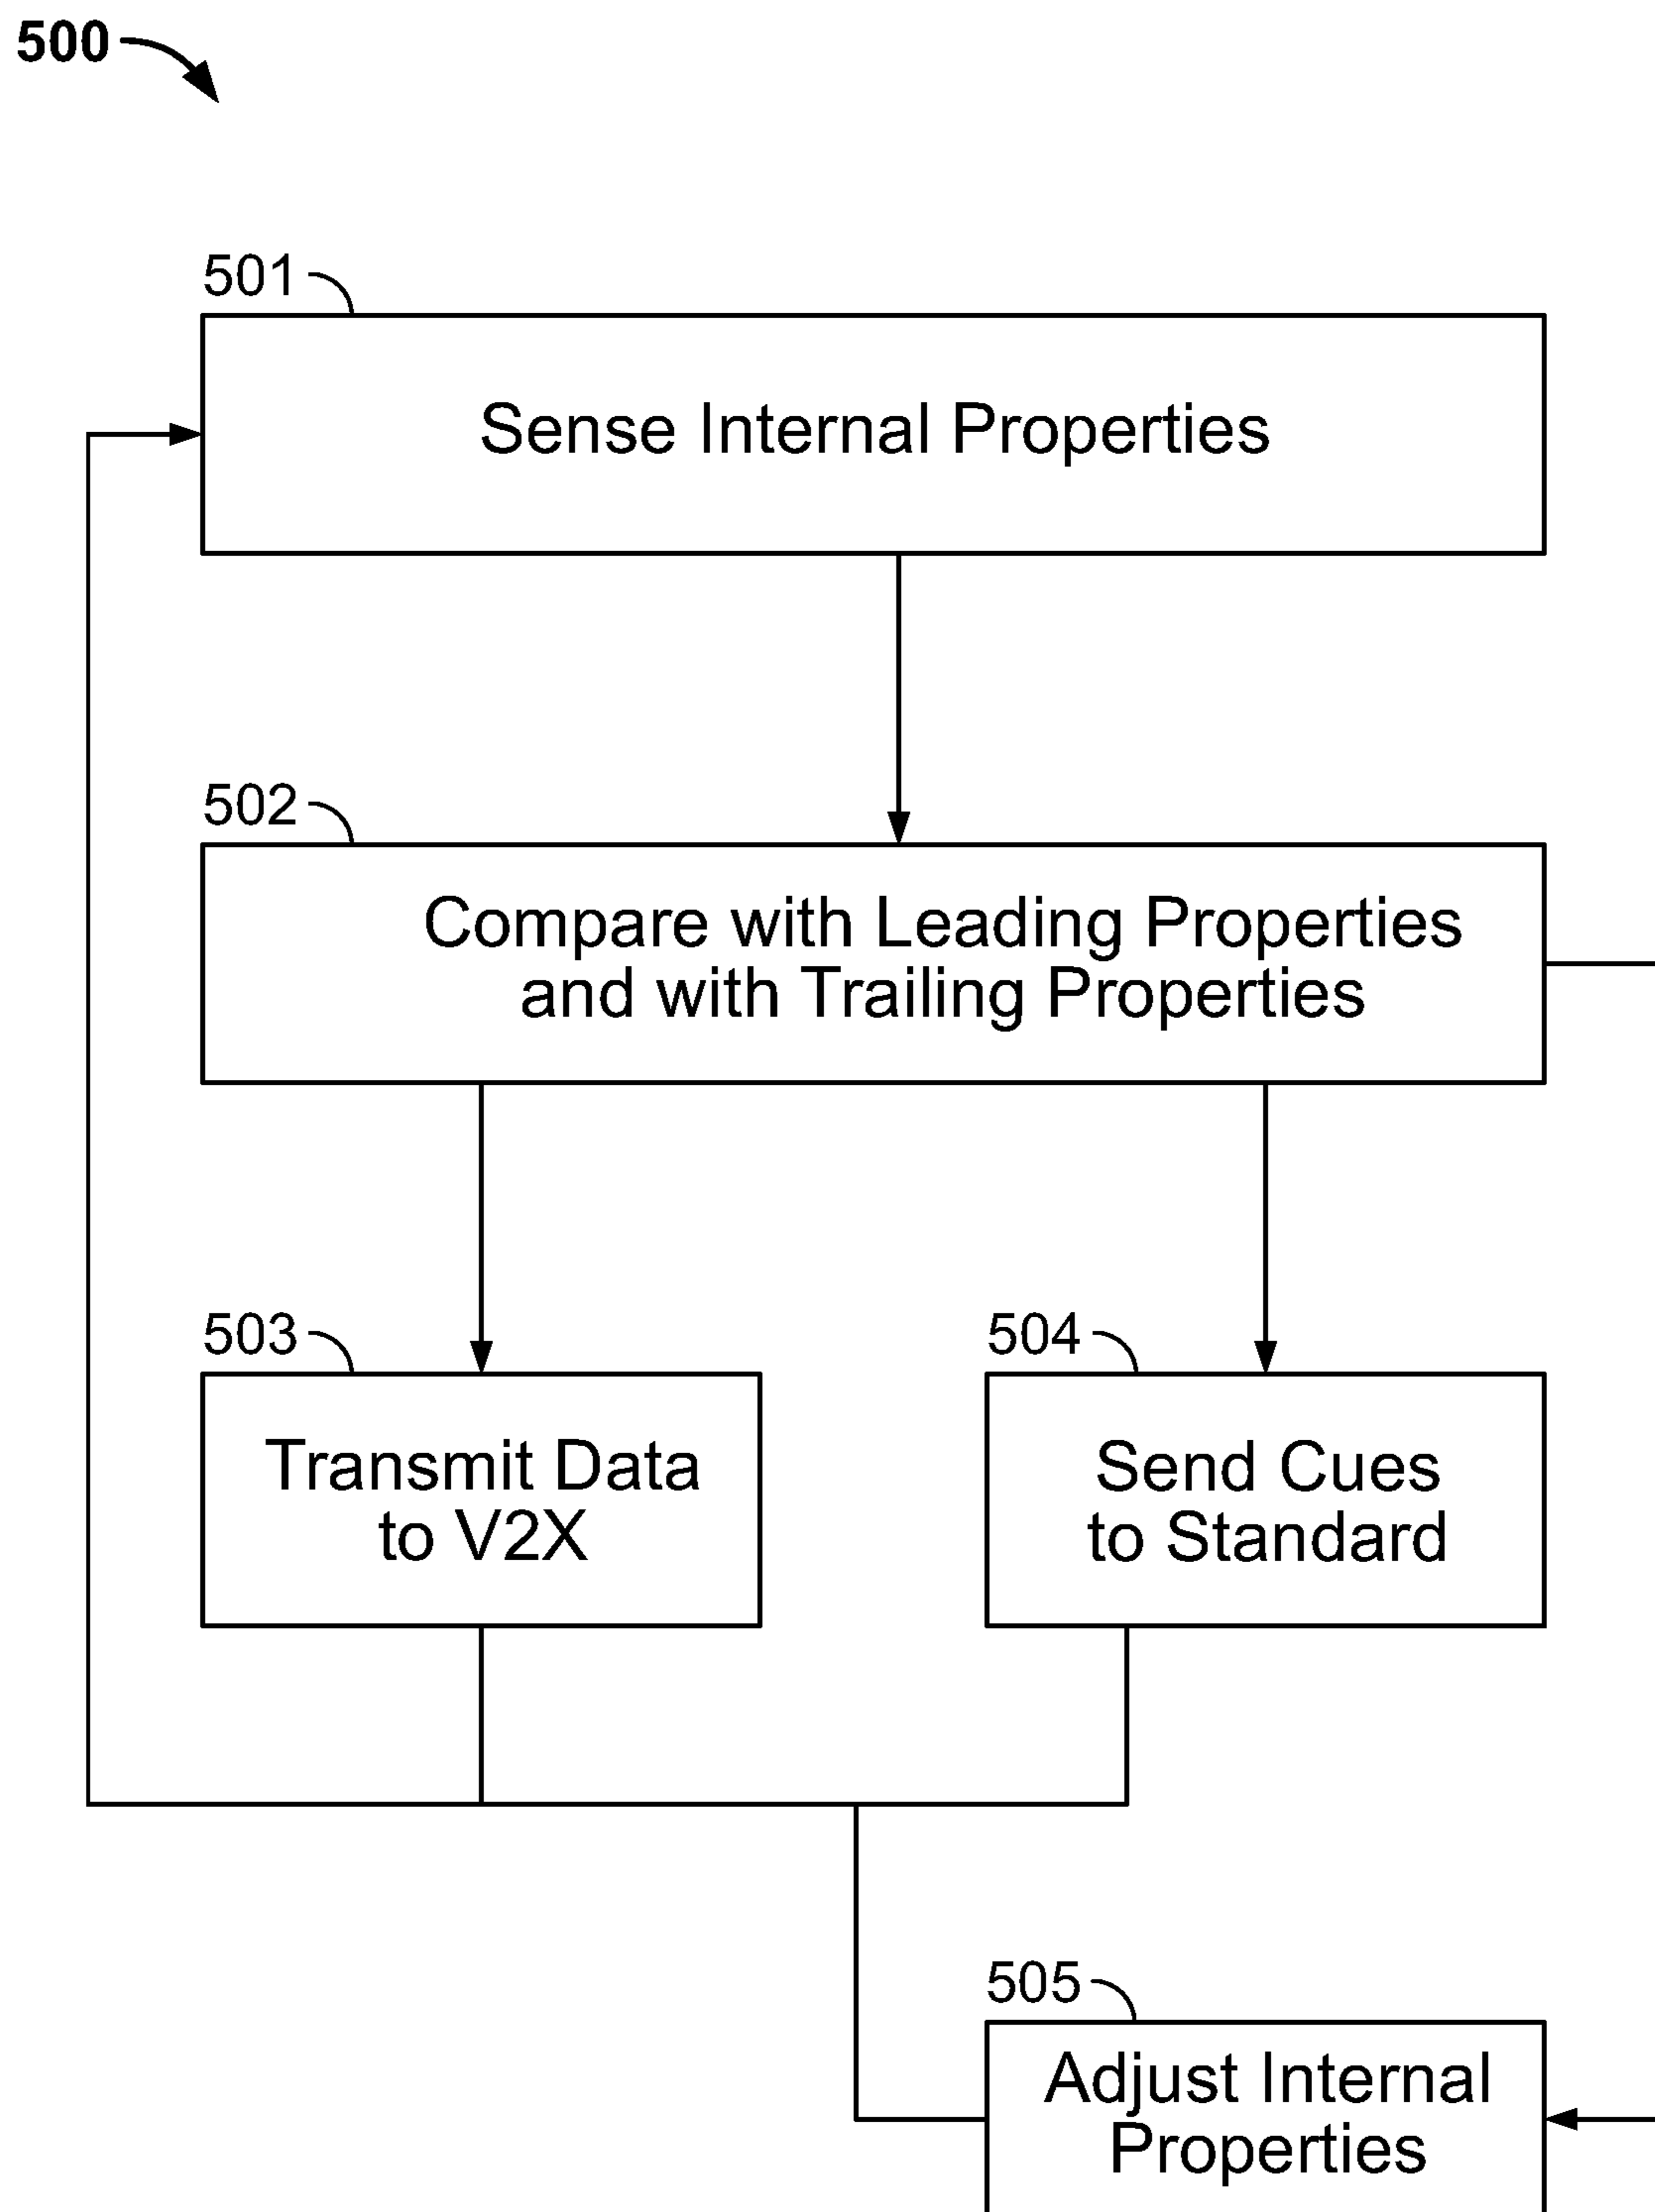 500
501
Sense Internal Properties
502
Compare with Leading Properties
and with Trailing Properties
503
Transmit Data
to V2X
504
Send Cues
to Standard
505
Adjust Internal
Properties